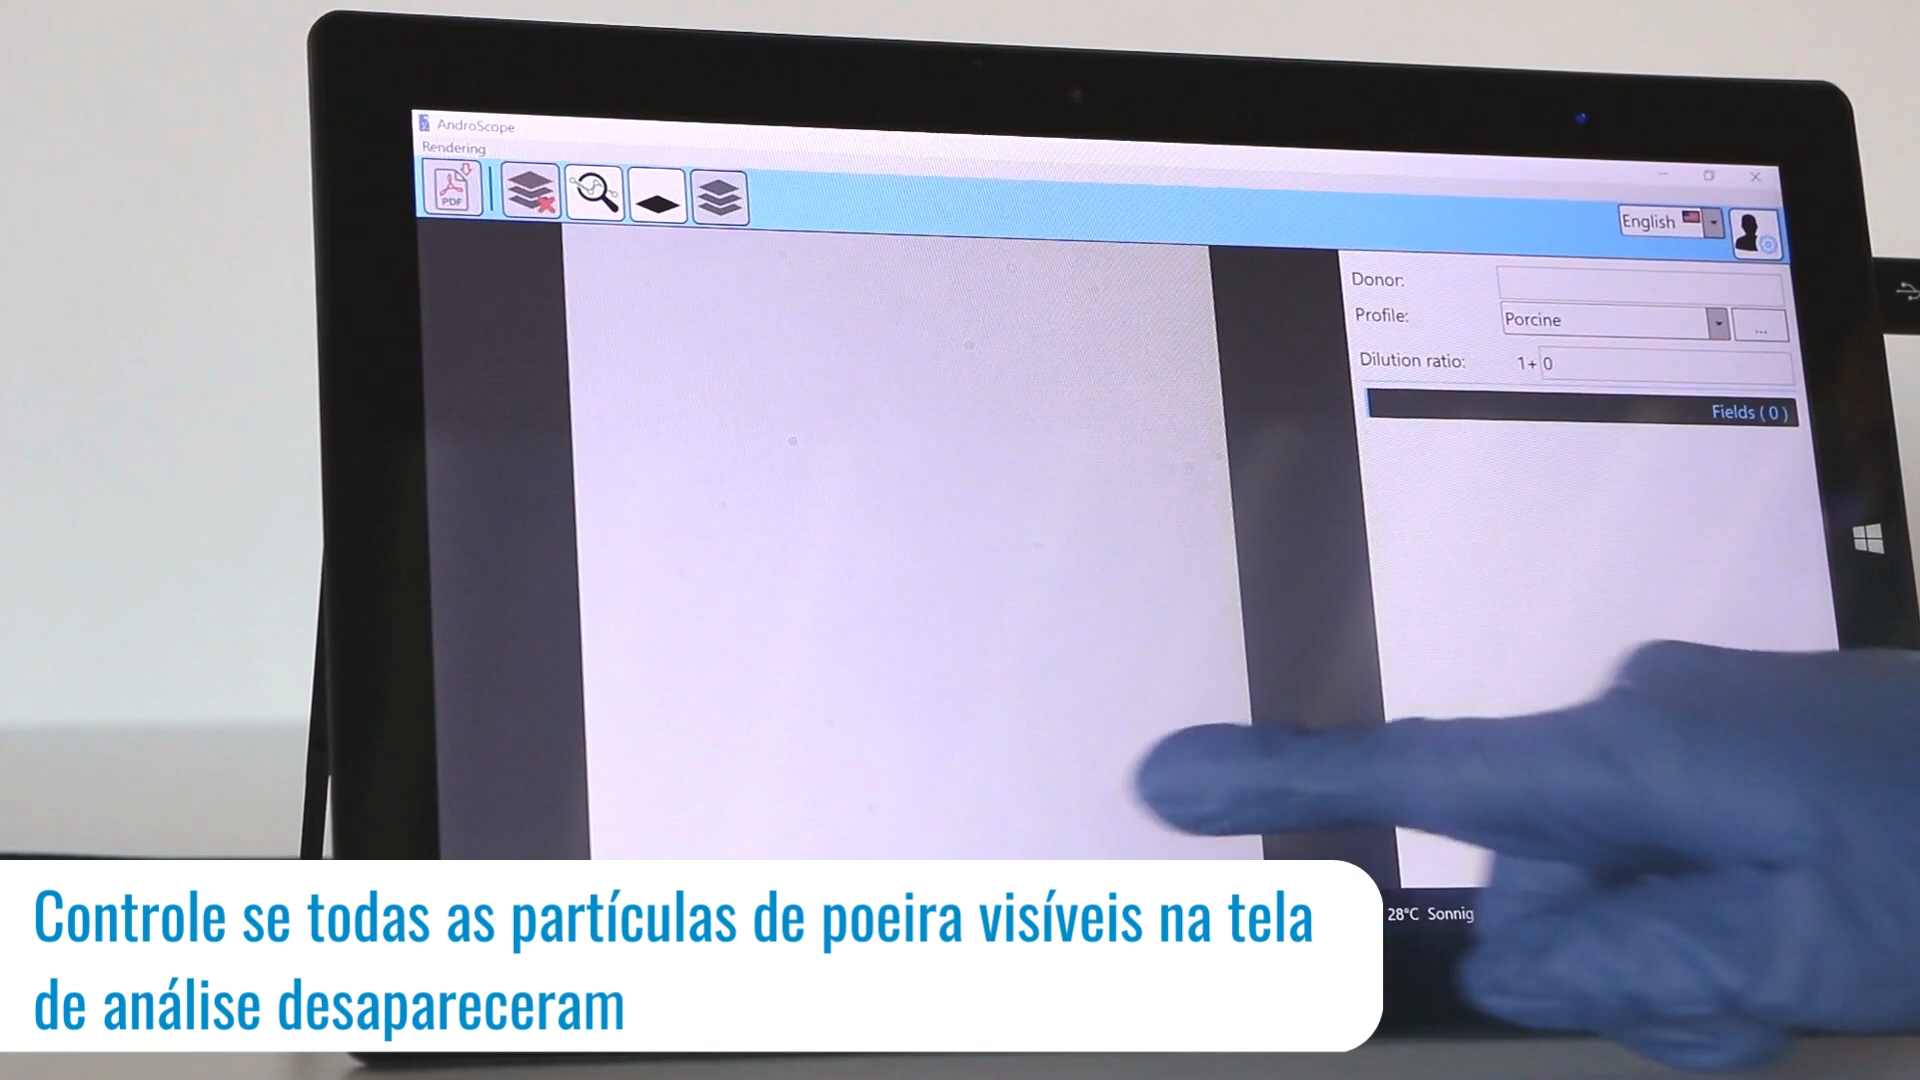 AndroScope
Rendering
PDF
English
Donor:
Profile: Porcine ...
Dilution ratio: 1+ 0
Fields ( 0 )
28°C Sonnig
Controle se todas as partículas de poeira visíveis na tela
de análise desapareceram